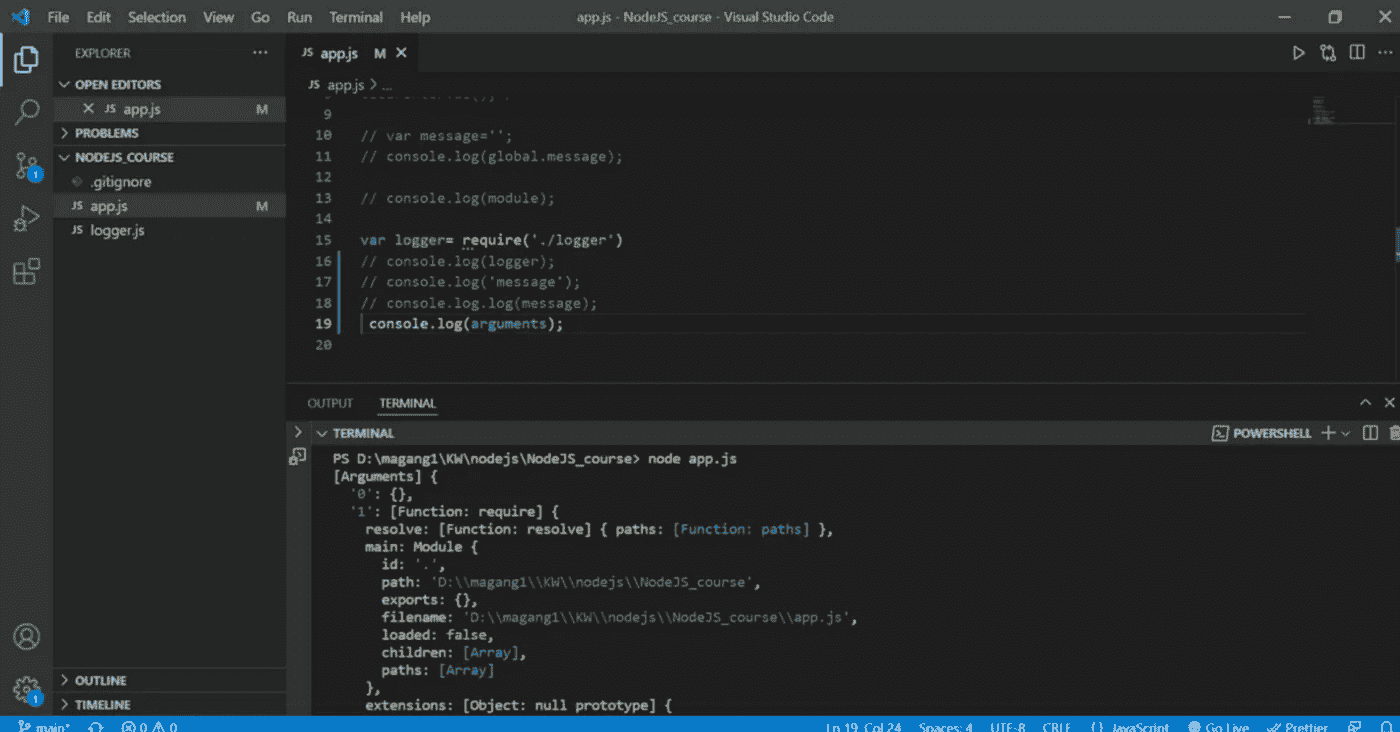 File Edit Selection View Go Run Terminal Help app.js - NodeJS_course - Visual Studio Code
EXPLORER ...
JS app.js M
OPEN EDITORS
JS app.js M
PROBLEMS
NODEJS_COURSE
.gitignore
JS app.js M
JS logger.js
OUTLINE
TIMELINE
1
1
JS app.js > ...
9
10 // var message='';
11 // console.log(global.message);
12
13 // console.log(module);
14
15 var logger= require('./logger')
16 // console.log(logger);
17 // console.log('message');
18 // console.log.log(message);
19 console.log(arguments);
20
OUTPUT TERMINAL
TERMINAL POWERSHELL
PS D:\magang1\KW\nodejs\NodeJS_course> node app.js
[Arguments] {
'0': {},
'1': [Function: require] {
resolve: [Function: resolve] { paths: [Function: paths] },
main: Module {
id: '.',
path: 'D:\\magang1\\KW\\nodejs\\NodeJS_course',
exports: {},
filename: 'D:\\magang1\\KW\\nodejs\\NodeJS_course\\app.js',
loaded: false,
children: [Array],
paths: [Array]
},
extensions: [Object: null prototype] {
main* 0 0 Ln 19, Col 24 Spaces: 4 UTF-8 CRLF {} JavaScript Go Live Prettier